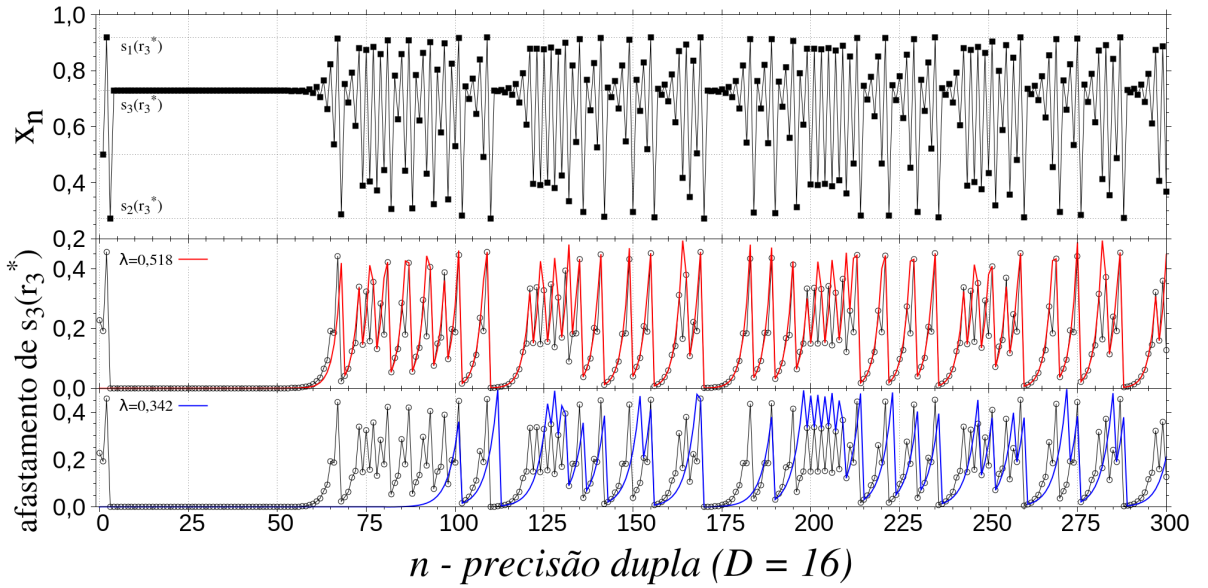 1,0
0,8
0,6
0,4
0,2
X_n
s_1(r_3^*)
s_3(r_3^*)
s_2(r_3^*)
0,4
0,2
0,0
λ=0,518
0,4
0,2
0,0
λ=0,342
afastamento de s_3(r_3^*)
0 25 50 75 100 125 150 175 200 225 250 275 300
n - precisão dupla (D = 16)